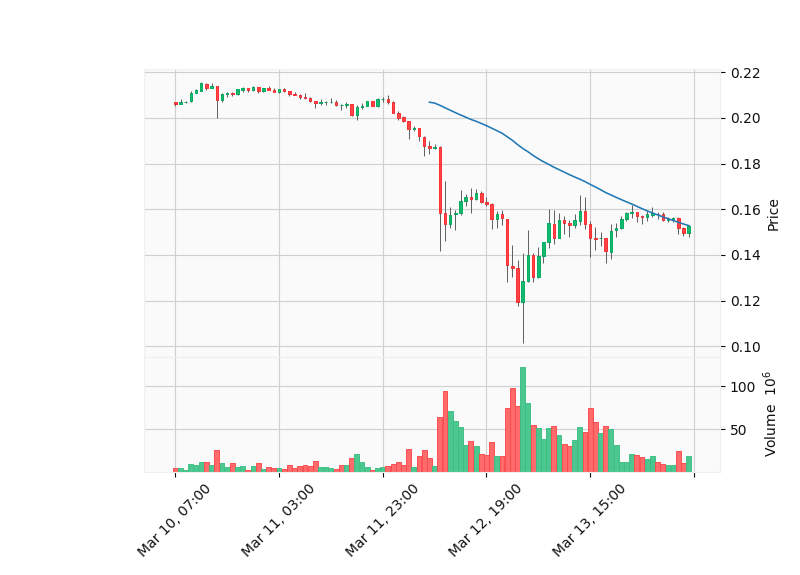 0.22
0.20
0.18
0.16
0.14
0.12
0.10
Price
100
50
Volume 10^6
Mar 10, 07:00
Mar 11, 03:00
Mar 11, 23:00
Mar 12, 19:00
Mar 13, 15:00